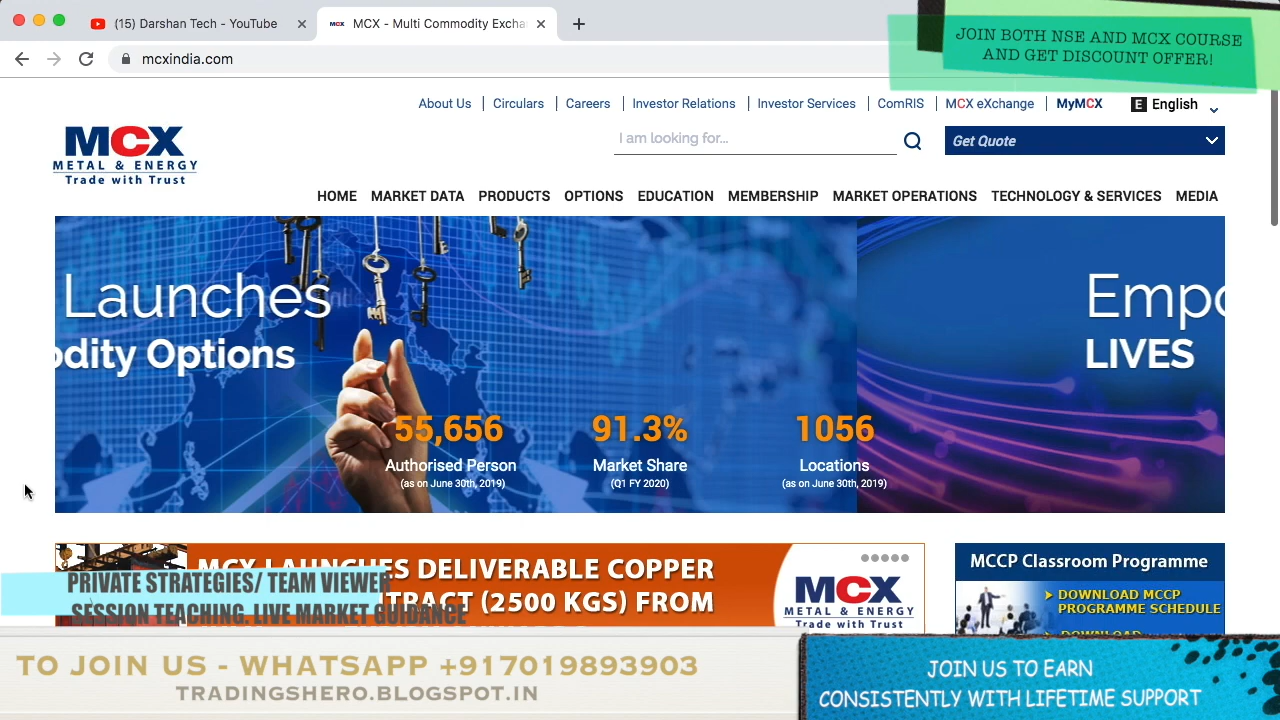 (15) Darshan Tech - YouTube
MCX - Multi Commodity Excha
mcxindia.com
JOIN BOTH NSE AND MCX COURSE
AND GET DISCOUNT OFFER!
About Us | Circulars | Careers | Investor Relations | Investor Services | ComRIS | MCX eXchange | MyMCX
E English
MCX
METAL & ENERGY
Trade with Trust
I am looking for...
Get Quote
HOME MARKET DATA PRODUCTS OPTIONS EDUCATION MEMBERSHIP MARKET OPERATIONS TECHNOLOGY & SERVICES MEDIA
Launches
odity Options
Empo
LIVES
55,656 91.3% 1056
Authorised Person Market Share Locations
(as on June 30th, 2019) (Q1 FY 2020) (as on June 30th, 2019)
MCX LAUNCHES DELIVERABLE COPPER
TRACT (2500 KGS) FROM
MCX
METAL & ENERGY
Trade with Trust
MCCP Classroom Programme
DOWNLOAD MCCP
PROGRAMME SCHEDULE
DOWNLOAD
PRIVATE STRATEGIES/ TEAM VIEWER
SESSION TEACHING. LIVE MARKET GUIDANCE
TO JOIN US - WHATSAPP +917019893903
TRADINGSHERO.BLOGSPOT.IN
JOIN US TO EARN
CONSISTENTLY WITH LIFETIME SUPPORT